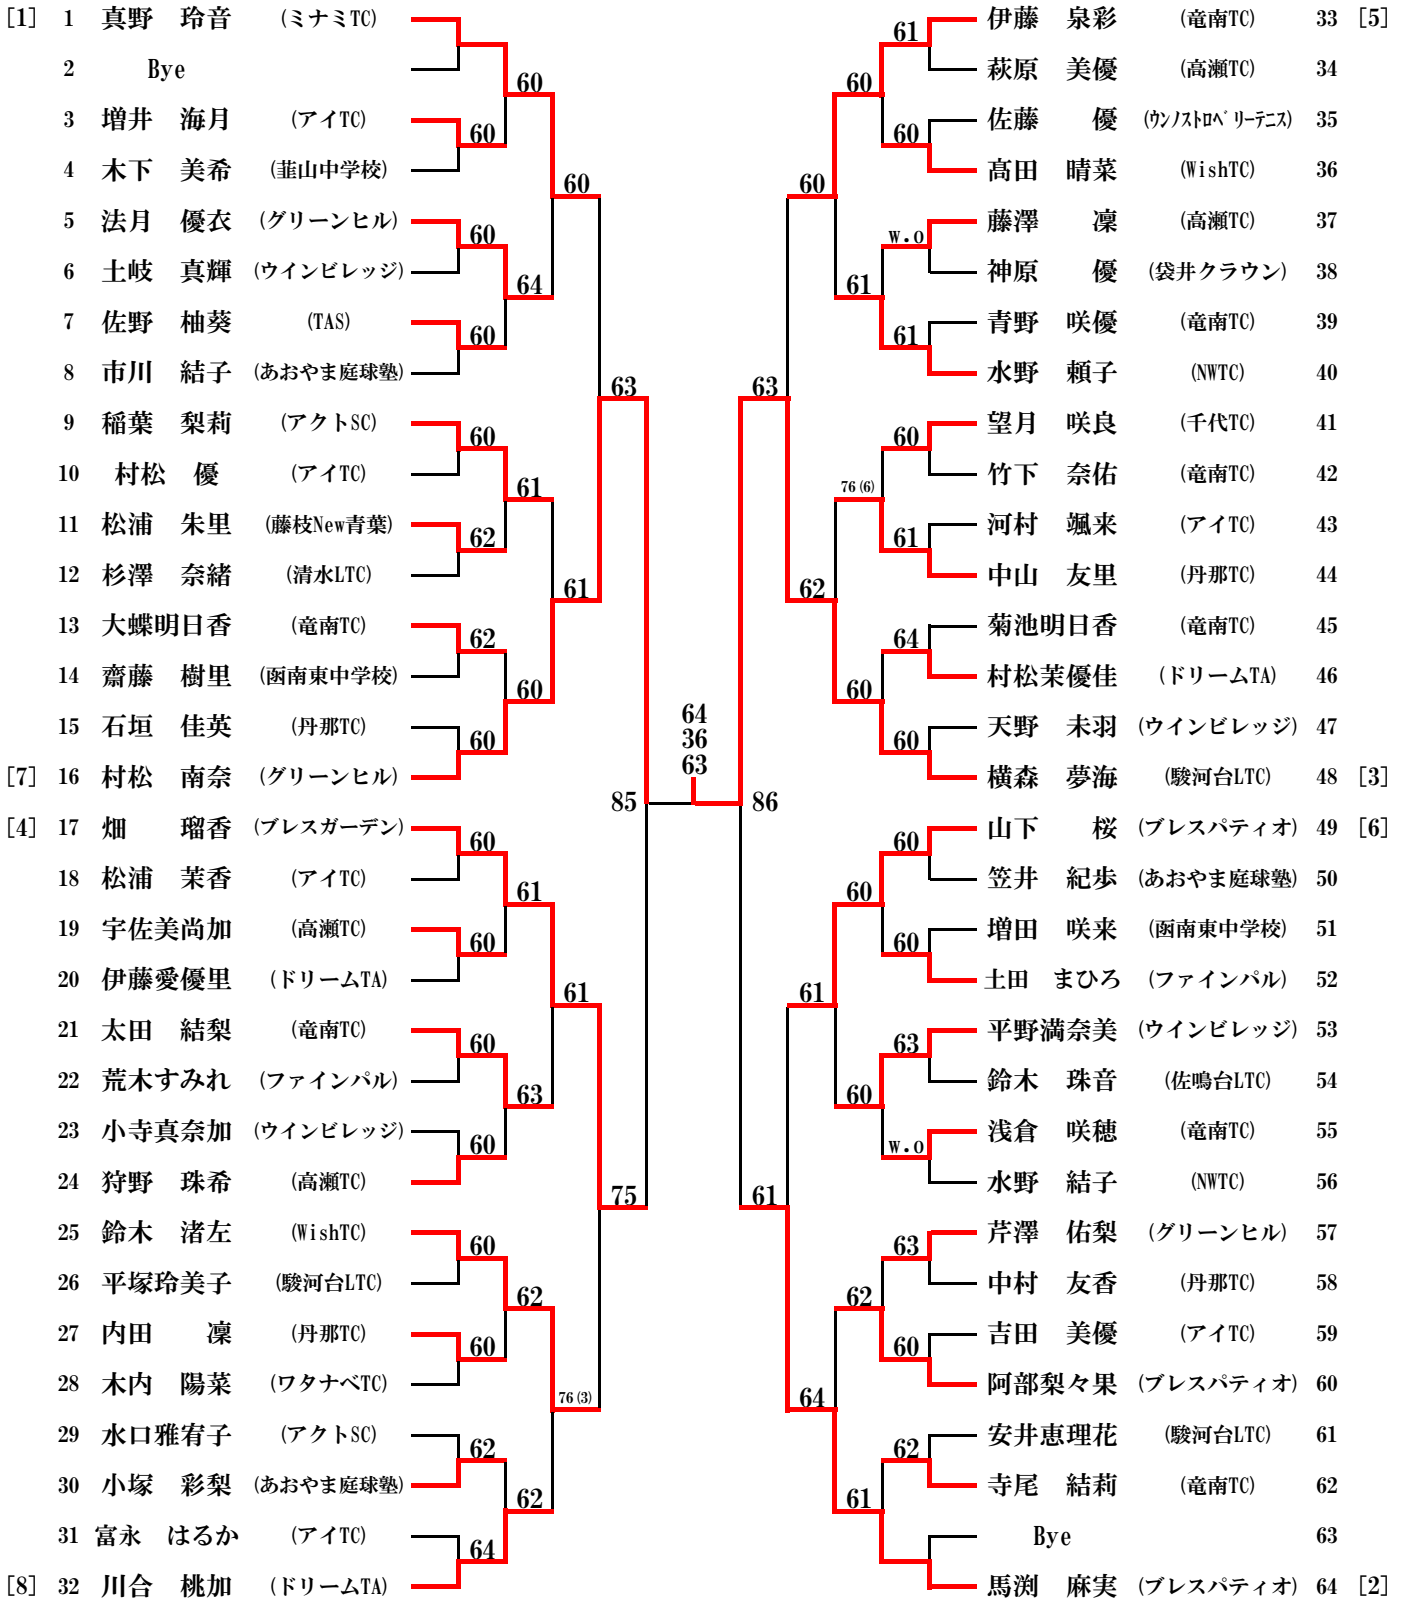 [1] 1 真野 玲音 (ミナミTC)
2 Bye
3 増井 海月 (アイTC)
4 木下 美希 (韮山中学校)
5 法月 優衣 (グリーンヒル)
6 土岐 真輝 (ウインビレッジ)
7 佐野 柚葵 (TAS)
8 市川 結子 (あおやま庭球塾)
9 稲葉 梨莉 (アクトSC)
10 村松 優 (アイTC)
11 松浦 朱里 (藤枝New青葉)
12 杉澤 奈緒 (清水LTC)
13 大蝶明日香 (竜南TC)
14 齋藤 樹里 (函南東中学校)
15 石垣 佳英 (丹那TC)
[7] 16 村松 南奈 (グリーンヒル)
[4] 17 畑 瑠香 (ブレスガーデン)
18 松浦 茉香 (アイTC)
19 宇佐美尚加 (高瀬TC)
20 伊藤愛優里 (ドリームTA)
21 太田 結梨 (竜南TC)
22 荒木すみれ (ファインパル)
23 小寺真奈加 (ウインビレッジ)
24 狩野 珠希 (高瀬TC)
25 鈴木 渚左 (WishTC)
26 平塚玲美子 (駿河台LTC)
27 内田 凜 (丹那TC)
28 木内 陽菜 (ワタナベTC)
29 水口雅宥子 (アクトSC)
30 小塚 彩梨 (あおやま庭球塾)
31 富永 はるか (アイTC)
[8] 32 川合 桃加 (ドリームTA)
60
60
60
60
60
62
62
60
60
60
60
60
60
60
62
64
60
64
61
60
61
63
62
62
60
61
61
76(3)
63
75
85
64
36
63
86
63
61
60
62
61
64
60
61
76(6)
60
60
60
62
61
61
60
w.o
61
60
61
64
60
60
60
63
w.o
63
60
62
伊藤 泉彩 (竜南TC) 33 [5]
萩原 美優 (高瀬TC) 34
佐藤 優 (ウンノストロベリーテニス) 35
髙田 晴菜 (WishTC) 36
藤澤 凜 (高瀬TC) 37
神原 優 (袋井クラウン) 38
青野 咲優 (竜南TC) 39
水野 頼子 (NWTC) 40
望月 咲良 (千代TC) 41
竹下 奈佑 (竜南TC) 42
河村 颯来 (アイTC) 43
中山 友里 (丹那TC) 44
菊池明日香 (竜南TC) 45
村松茉優佳 (ドリームTA) 46
天野 未羽 (ウインビレッジ) 47
横森 夢海 (駿河台LTC) 48 [3]
山下 桜 (ブレスパティオ) 49 [6]
笠井 紀歩 (あおやま庭球塾) 50
増田 咲来 (函南東中学校) 51
土田 まひろ (ファインパル) 52
平野満奈美 (ウインビレッジ) 53
鈴木 珠音 (佐鳴台LTC) 54
浅倉 咲穂 (竜南TC) 55
水野 結子 (NWTC) 56
芹澤 佑梨 (グリーンヒル) 57
中村 友香 (丹那TC) 58
吉田 美優 (アイTC) 59
阿部梨々果 (ブレスパティオ) 60
安井恵理花 (駿河台LTC) 61
寺尾 結莉 (竜南TC) 62
Bye 63
馬渕 麻実 (ブレスパティオ) 64 [2]